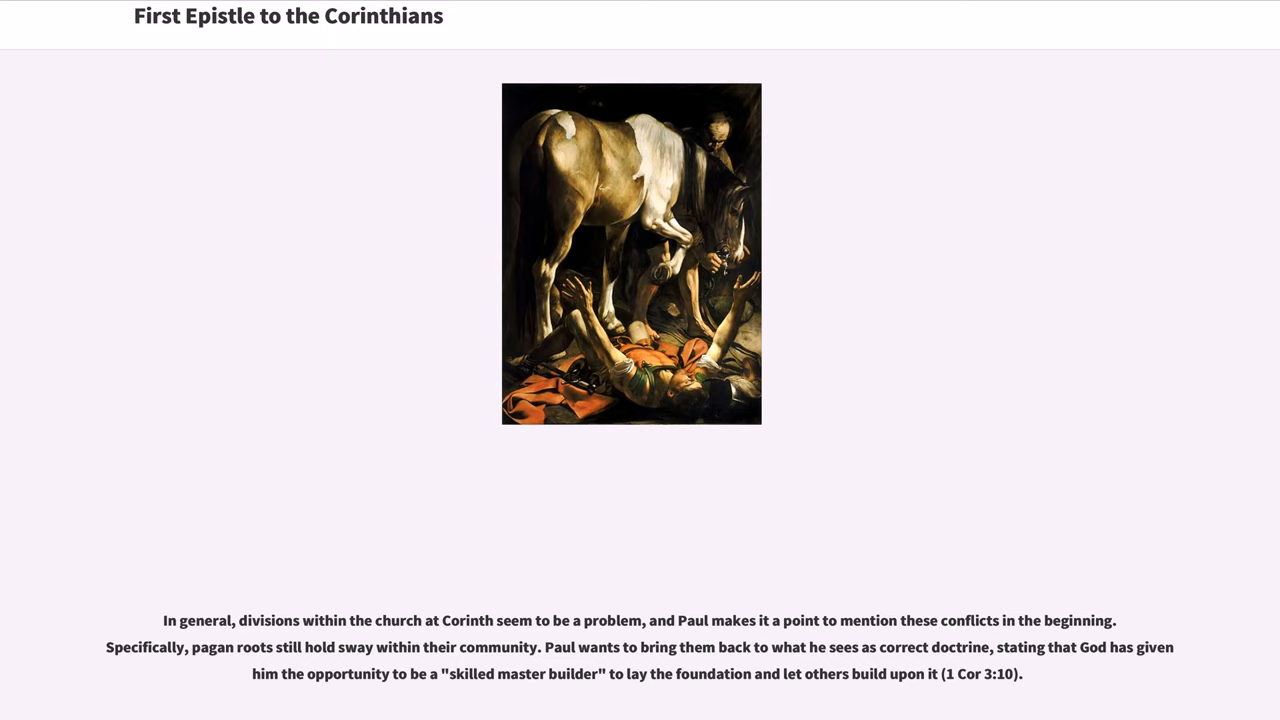 First Epistle to the Corinthians
In general, divisions within the church at Corinth seem to be a problem, and Paul makes it a point to mention these conflicts in the beginning.
Specifically, pagan roots still hold sway within their community. Paul wants to bring them back to what he sees as correct doctrine, stating that God has given
him the opportunity to be a "skilled master builder" to lay the foundation and let others build upon it (1 Cor 3:10).